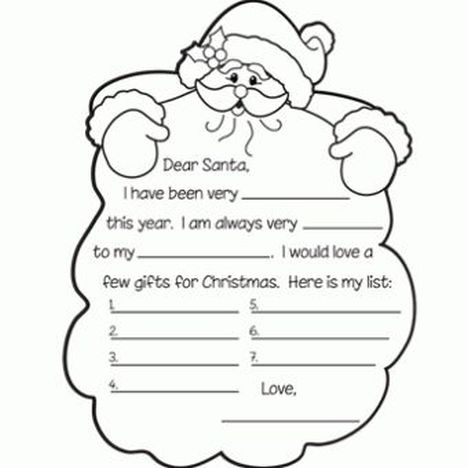 Dear Santa,
I have been very
this year. I am always very
to my . I would love a
few gifts for Christmas. Here is my list:
1. 5.
2. 6.
3. 7.
4. Love,